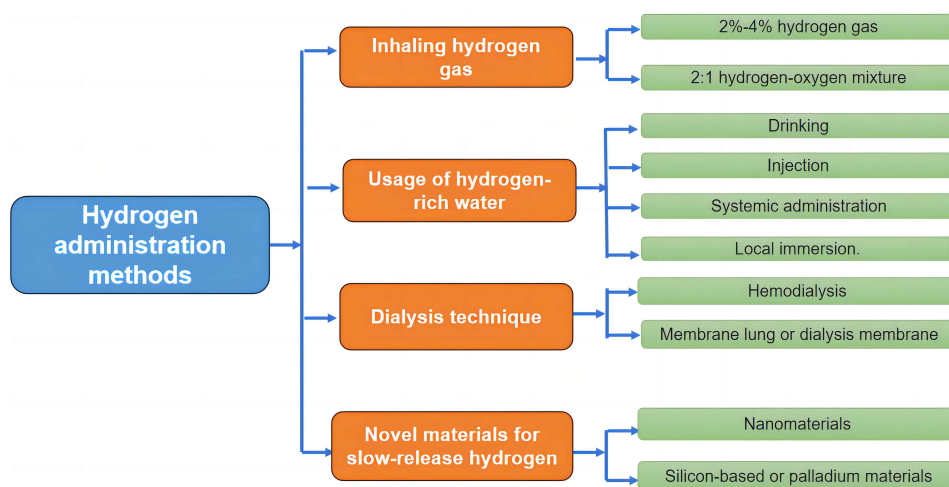 Hydrogen
administration
methods
Inhaling hydrogen
gas
2%-4% hydrogen gas
2:1 hydrogen-oxygen mixture
Usage of hydrogen-
rich water
Drinking
Injection
Systemic administration
Local immersion.
Dialysis technique
Hemodialysis
Membrane lung or dialysis membrane
Novel materials for
slow-release hydrogen
Nanomaterials
Silicon-based or palladium materials